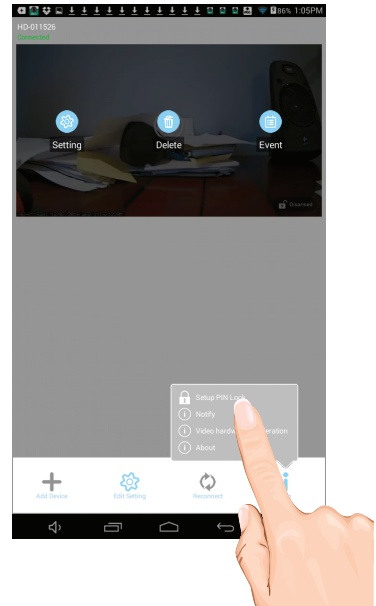 86% 1:05PM
HD-011526
Connected
Setting Delete Event
Disarmed
Setup PIN Lock
Notify
Video hardw eration
About
Add Device Edit Setting Reconnect